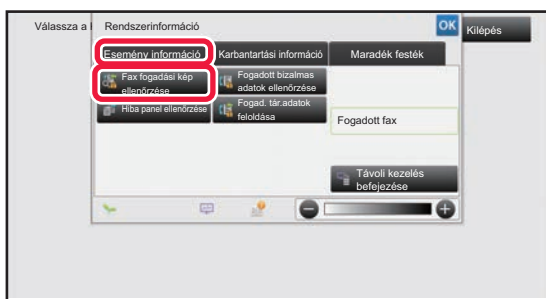 Válassza a
Rendszerinformáció
OK
Kilépés
Esemény információ
Karbantartási információ
Maradék festék
Fax fogadási kép
ellenőrzése
Fogadott bizalmas
adatok ellenőrzése
Hiba panel ellenőrzése
Fogad. tár.adatok
feloldása
Fogadott fax
Távoli kezelés
befejezése